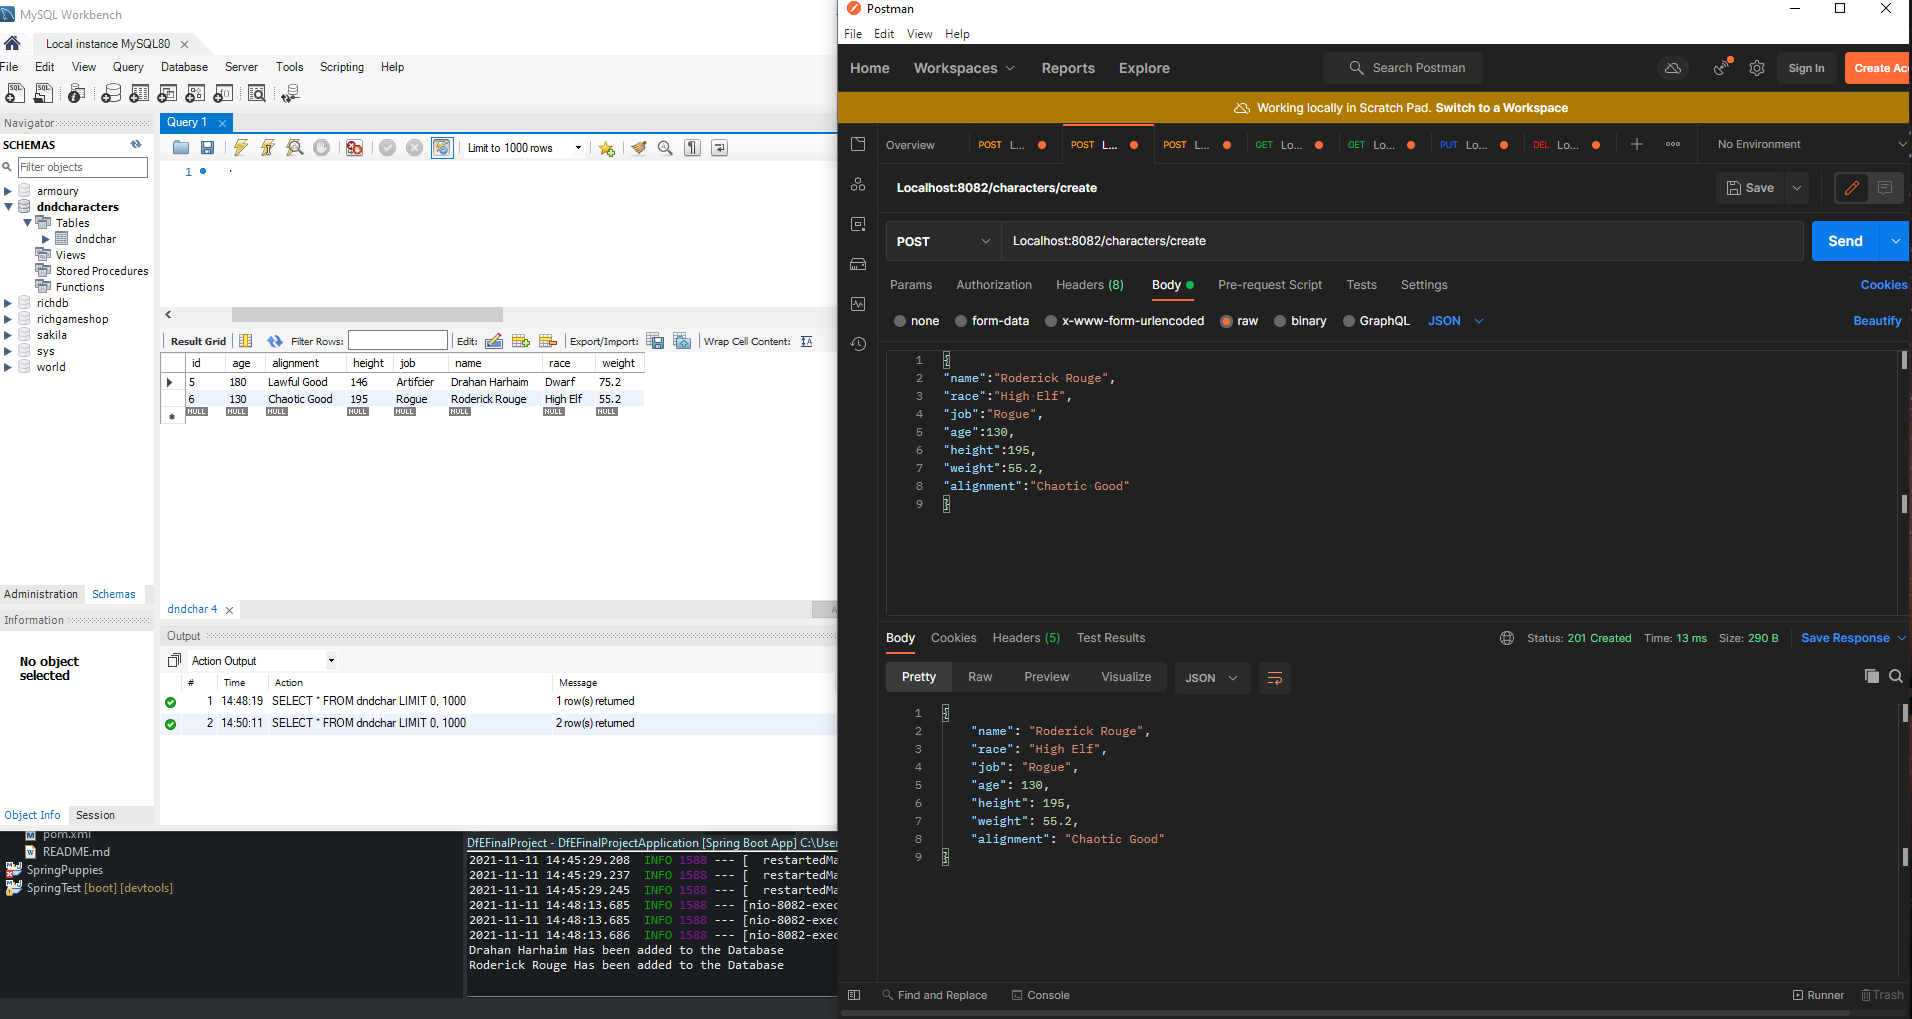 MySQL Workbench
Local instance MySQL80
File Edit View Query Database Server Tools Scripting Help
Navigator
SCHEMAS
Filter objects
armoury
dndcharacters
Tables
dndchar
Views
Stored Procedures
Functions
richdb
richgameshop
sakila
sys
world
Administration Schemas
Information
No object
selected
Object Info Session
Query 1
Limit to 1000 rows
1
Result Grid Filter Rows: Edit: Export/Import: Wrap Cell Content:
id age alignment height job name race weight
5 180 Lawful Good 146 Artifcier Drahan Harhaim Dwarf 75.2
6 130 Chaotic Good 195 Rogue Roderick Rouge High Elf 55.2
NULL NULL NULL NULL NULL NULL NULL NULL
dndchar 4
Output
Action Output
# Time Action Message
1 14:48:19 SELECT * FROM dndchar LIMIT 0, 1000 1 row(s) returned
2 14:50:11 SELECT * FROM dndchar LIMIT 0, 1000 2 row(s) returned
pom.xml
README.md
SpringPuppies
SpringTest [boot] [devtools]
DfEFinalProject - DfEFinalProjectApplication [Spring Boot App] C:\User
2021-11-11 14:45:29.208 INFO 1588 --- [ restartedMa
2021-11-11 14:45:29.237 INFO 1588 --- [ restartedMa
2021-11-11 14:45:29.245 INFO 1588 --- [ restartedMa
2021-11-11 14:48:13.685 INFO 1588 --- [nio-8082-exec
2021-11-11 14:48:13.685 INFO 1588 --- [nio-8082-exec
2021-11-11 14:48:13.686 INFO 1588 --- [nio-8082-exec
Drahan Harhaim Has been added to the Database
Roderick Rouge Has been added to the Database
Postman
File Edit View Help
Home Workspaces Reports Explore Search Postman Sign In Create Acc
Working locally in Scratch Pad. Switch to a Workspace
Overview POST L... POST L... POST L... GET Lo... GET Lo... PUT Lo... DEL Lo... No Environment
Localhost:8082/characters/create Save
POST Localhost:8082/characters/create Send
Params Authorization Headers (8) Body Pre-request Script Tests Settings Cookies
none form-data x-www-form-urlencoded raw binary GraphQL JSON Beautify
1 {
2 "name":"Roderick Rouge",
3 "race":"High Elf",
4 "job":"Rogue",
5 "age":130,
6 "height":195,
7 "weight":55.2,
8 "alignment":"Chaotic Good"
9 }
Body Cookies Headers (5) Test Results Status: 201 Created Time: 13 ms Size: 290 B Save Response
Pretty Raw Preview Visualize JSON
1 {
2 "name": "Roderick Rouge",
3 "race": "High Elf",
4 "job": "Rogue",
5 "age": 130,
6 "height": 195,
7 "weight": 55.2,
8 "alignment": "Chaotic Good"
9 }
Find and Replace Console Runner Trash